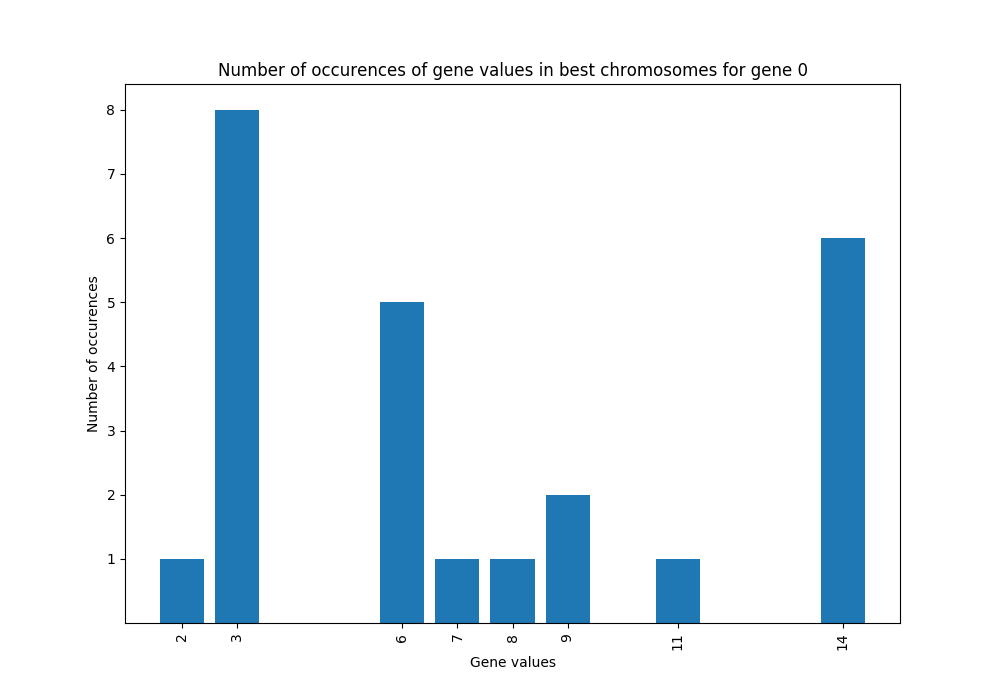 Number of occurences of gene values in best chromosomes for gene 0
8
7
6
5
4
3
2
1
Number of occurences
2 3 6 7 8 9 11 14
Gene values